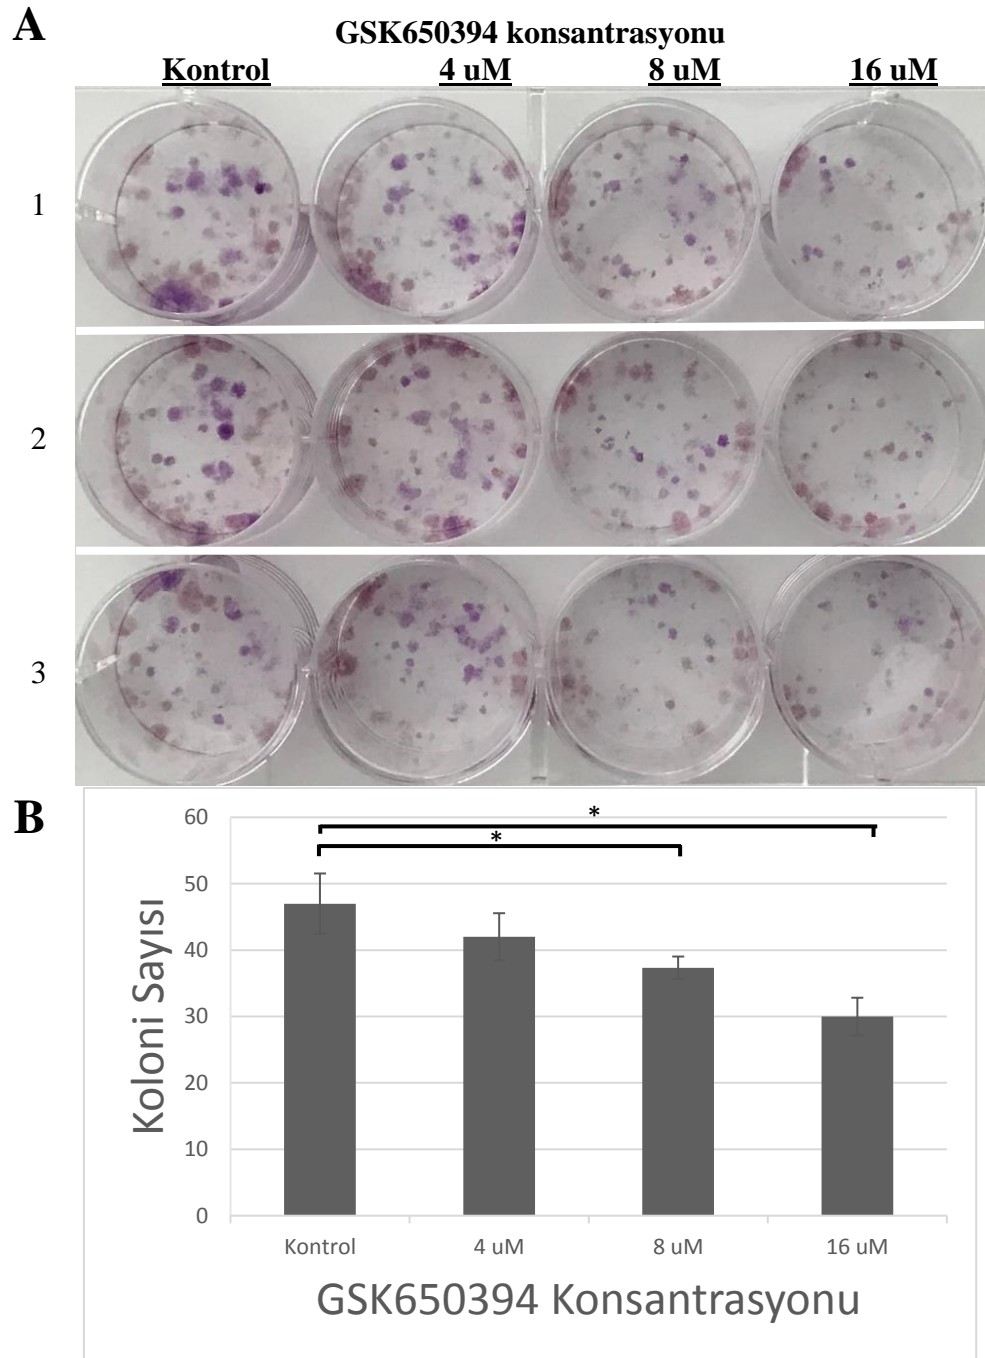 A
GSK650394 konsantrasyonu
Kontrol 4 uM 8 uM 16 uM
1
2
3
B
60
50
40
30
20
10
0
* 
*
Koloni Sayısı
Kontrol 4 uM 8 uM 16 uM
GSK650394 Konsantrasyonu